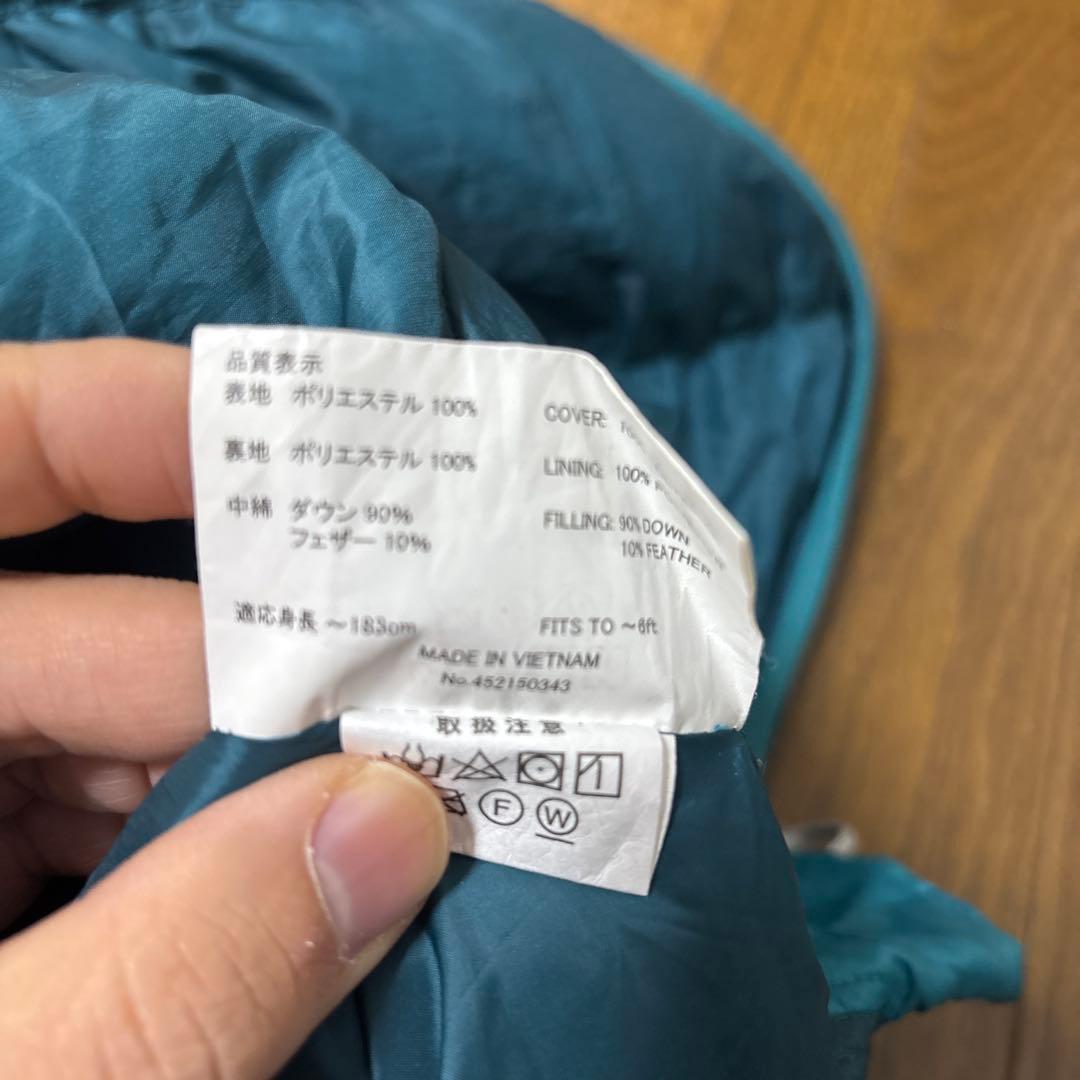 品質表示
表地 ポリエステル 100%
裏地 ポリエステル 100%
中綿 ダウン 90%
フェザー 10%
適応身長 ～183cm
COVER:
LINING: 100%
FILLING: 90% DOWN
10% FEATHER
FITS TO ～6ft
MADE IN VIETNAM
No.452150343
取扱注意
F W